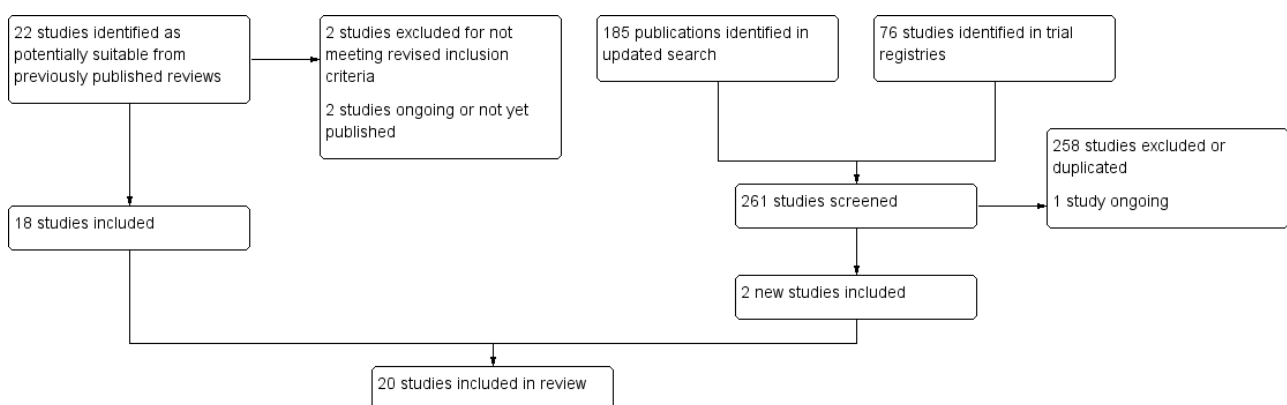 22 studies identified as
potentially suitable from
previously published reviews
2 studies excluded for not
meeting revised inclusion
criteria
2 studies ongoing or not yet
published
185 publications identified in
updated search
76 studies identified in trial
registries
258 studies excluded or
duplicated
1 study ongoing
261 studies screened
18 studies included
2 new studies included
20 studies included in review